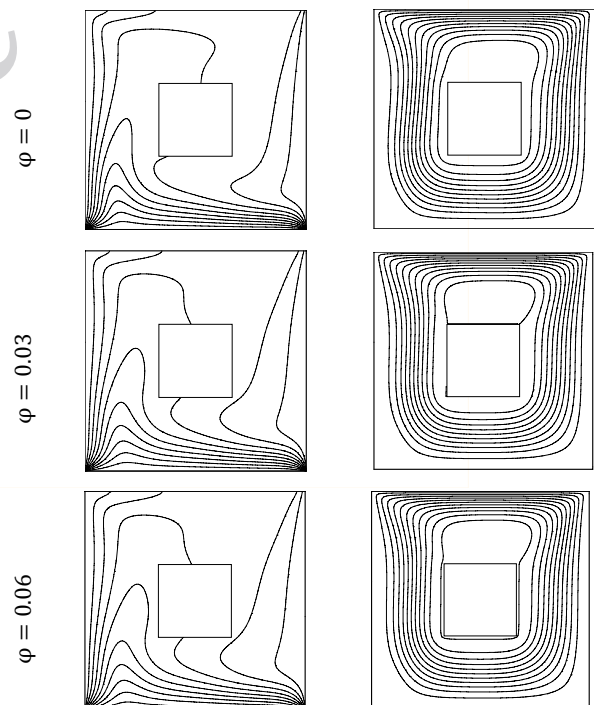 φ = 0
φ = 0.03
φ = 0.06